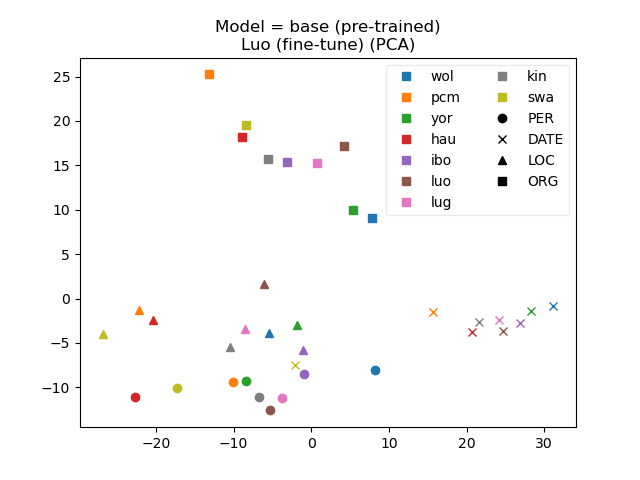 Model = base (pre-trained)
Luo (fine-tune) (PCA)
wol
pcm
yor
hau
ibo
luo
lug
kin
swa
PER
DATE
LOC
ORG
25
20
15
10
5
0
−5
−10
−20
−10
0
10
20
30